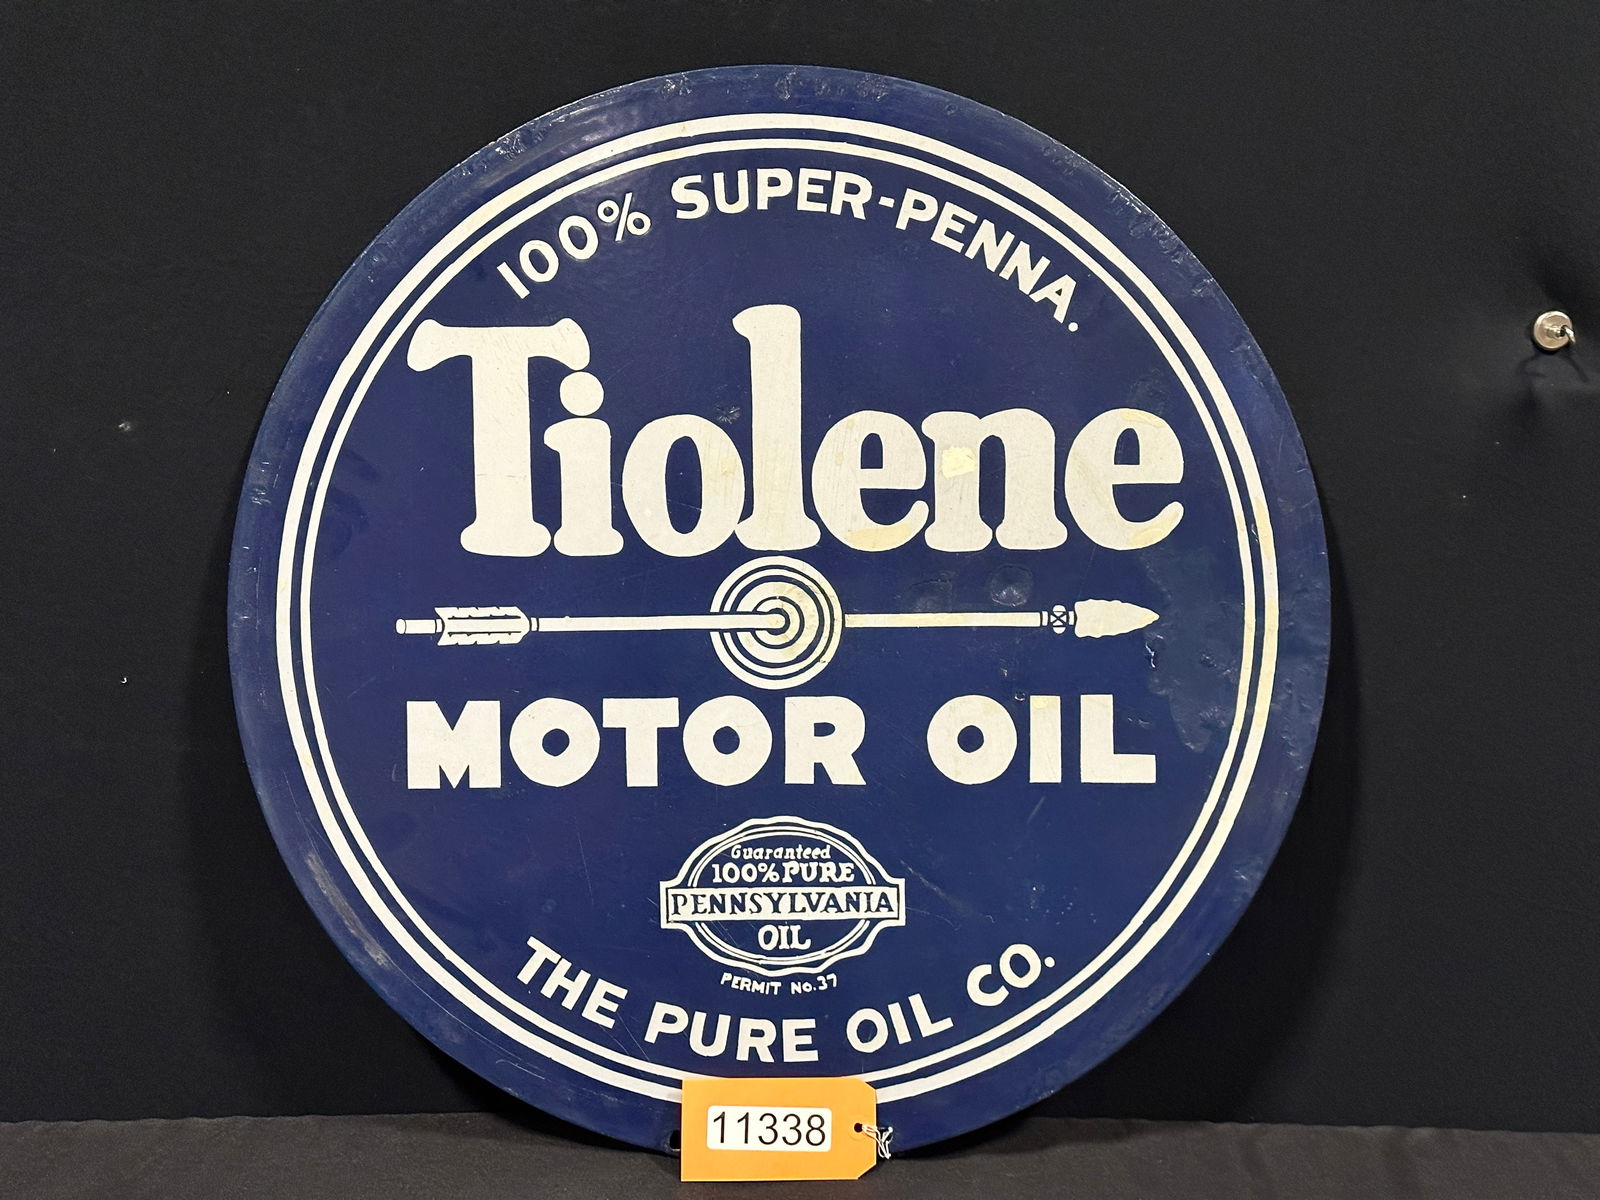 100% SUPER-PENNA.
Tiolene
MOTOR OIL
Guaranteed
100% PURE
PENNSYLVANIA
OIL
PERMIT No. 37
THE PURE OIL CO.
11338